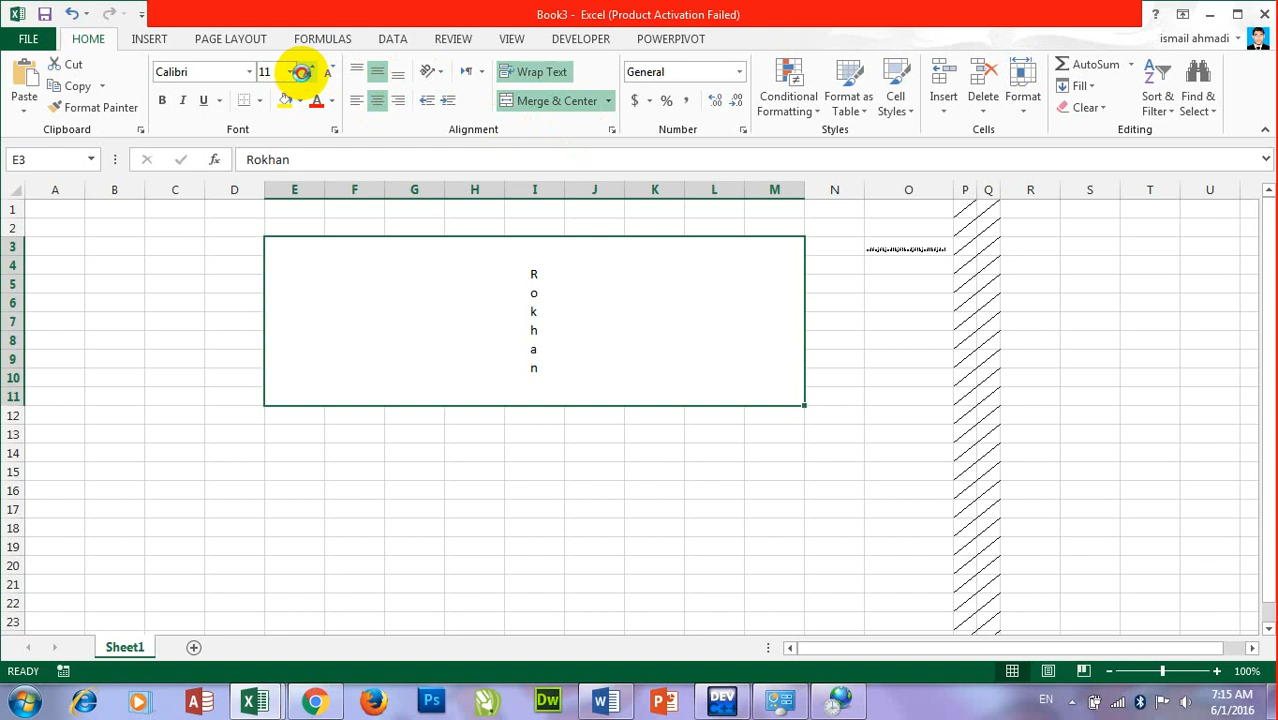 Book3 - Excel (Product Activation Failed)
FILE HOME INSERT PAGE LAYOUT FORMULAS DATA REVIEW VIEW DEVELOPER POWERPIVOT ismail ahmadi
Cut
Copy
Format Painter
Paste
Clipboard
Calibri 11
B I U
Font
Wrap Text
Merge & Center
Alignment
General
$ % ,
Number
Conditional Formatting
Format as Table
Cell Styles
Styles
Insert Delete Format
Cells
AutoSum
Fill
Clear
Sort & Filter
Find & Select
Editing
E3 fx Rokhan
A B C D E F G H I J K L M N O P Q R S T U
1
2
3
4
5
6
7
8
9
10
11
12
13
14
15
16
17
18
19
20
21
22
23
R
o
k
h
a
n
Sheet1
READY 100%
EN 7:15 AM
6/1/2016